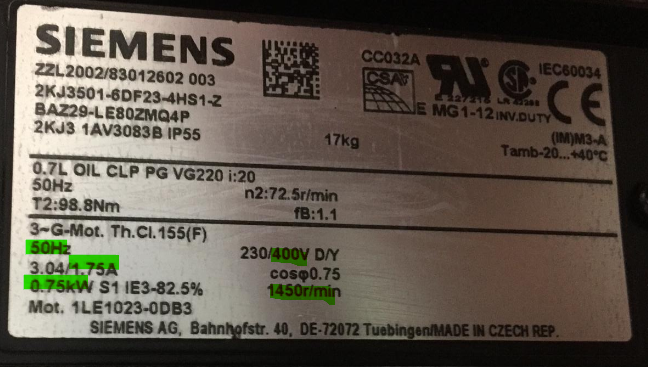 SIEMENS
ZZL2002/83012602 003
2KJ3501-6DF23-4HS1-Z
BAZ29-LE80ZMQ4P
2KJ3 1AV3083B IP55
17kg
CC032A
CSA
E
IEC60034
CE
MG1-12 INV.DUTY
(IM)M3-A
Tamb-20...+40°C
0.7L OIL CLP PG VG220 i:20
50Hz n2:72.5r/min
T2:98.8Nm fB:1.1
3~G-Mot. Th.Cl.155(F)
50Hz 230/400V D/Y
3.04/1.75A cosφ0.75
0.75kW S1 IE3-82.5% 1450r/min
Mot. 1LE1023-0DB3
SIEMENS AG, Bahnhofstr. 40, DE-72072 Tuebingen/MADE IN CZECH REP.